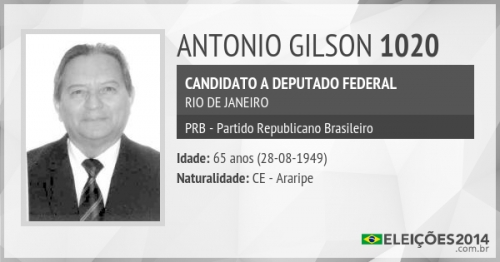 ANTONIO GILSON 1020
CANDIDATO A DEPUTADO FEDERAL
RIO DE JANEIRO
PRB - Partido Republicano Brasileiro
Idade: 65 anos (28-08-1949)
Naturalidade: CE - Araripe
ELEIÇÕES2014
.com.br